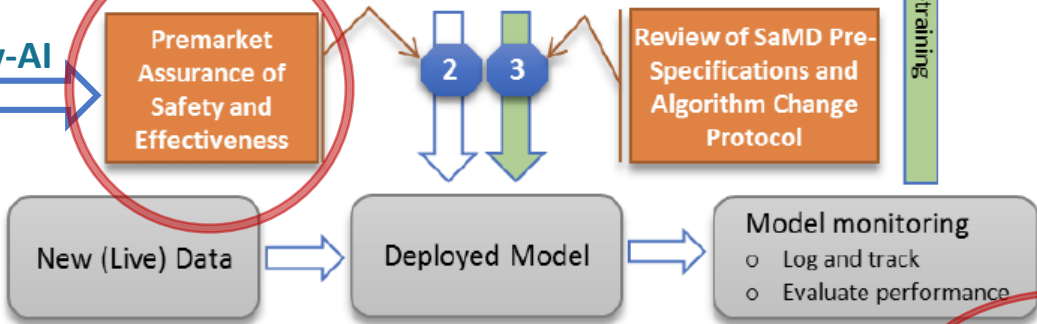 -AI
Premarket
Assurance of
Safety and
Effectiveness
2
3
Review of SaMD Pre-
Specifications and
Algorithm Change
Protocol
training
New (Live) Data
Deployed Model
Model monitoring
o Log and track
o Evaluate performance